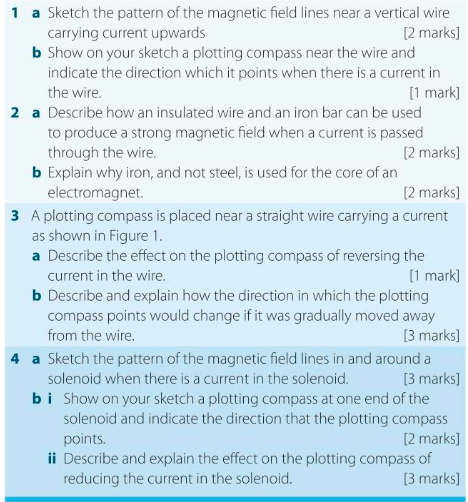 1 a Sketch the pattern of the magnetic field lines near a vertical wire
carrying current upwards [2 marks]
b Show on your sketch a plotting compass near the wire and
indicate the direction which it points when there is a current in
the wire. [1 mark]
2 a Describe how an insulated wire and an iron bar can be used
to produce a strong magnetic field when a current is passed
through the wire. [2 marks]
b Explain why iron, and not steel, is used for the core of an
electromagnet. [2 marks]
3 A plotting compass is placed near a straight wire carrying a current
as shown in Figure 1.
a Describe the effect on the plotting compass of reversing the
current in the wire. [1 mark]
b Describe and explain how the direction in which the plotting
compass points would change if it was gradually moved away
from the wire. [3 marks]
4 a Sketch the pattern of the magnetic field lines in and around a
solenoid when there is a current in the solenoid. [3 marks]
b i Show on your sketch a plotting compass at one end of the
solenoid and indicate the direction that the plotting compass
points. [2 marks]
ii Describe and explain the effect on the plotting compass of
reducing the current in the solenoid. [3 marks]